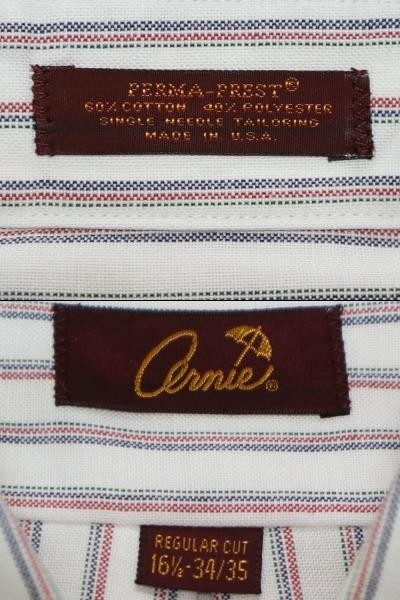 PERMA-PREST®
60% COTTON 40% POLYESTER
SINGLE NEEDLE TAILORING
MADE IN U.S.A.
Arnie®
REGULAR CUT
16½-34/35